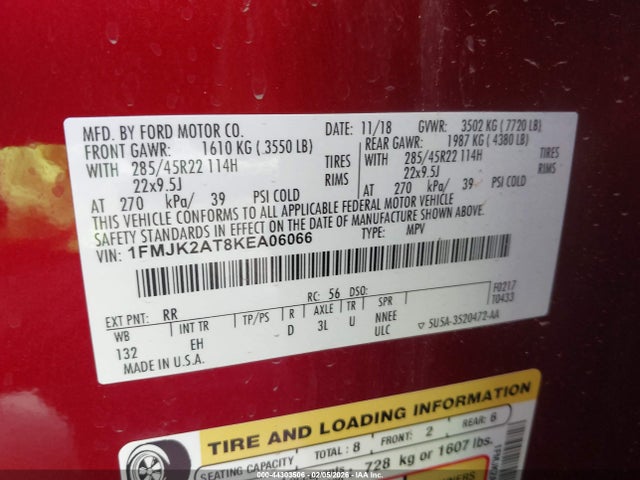 MFD. BY FORD MOTOR CO.
DATE: 11/18 GVWR: 3502 KG ( 7720 LB)
FRONT GAWR: 1610 KG ( 3550 LB)
REAR GAWR: 1987 KG ( 4380 LB)
WITH 285/45R22 114H TIRES
WITH 285/45R22 114H TIRES
22x9.5J RIMS
22x9.5J RIMS
AT 270 kPa/ 39 PSI COLD
AT 270 kPa/ 39 PSI COLD
THIS VEHICLE CONFORMS TO ALL APPLICABLE FEDERAL MOTOR VEHICLE
SAFETY STANDARDS IN EFFECT ON THE DATE OF MANUFACTURE SHOWN ABOVE.
VIN: 1FMJK2AT8KEA06066 TYPE: MPV
F0217
T0433
EXT PNT: RR RC: 56 DSO:
WB INT TR TP/PS R AXLE TR SPR
132 EH D 3L U NNEE
ULC
MADE IN U.S.A.
▽ 5U5A-3520472-AA
TIRE AND LOADING INFORMATION
SEATING CAPACITY TOTAL: 8 FRONT: 2 REAR: 6
728 kg or 1607 lbs.
44303506 02/05/2026 IAA Inc.